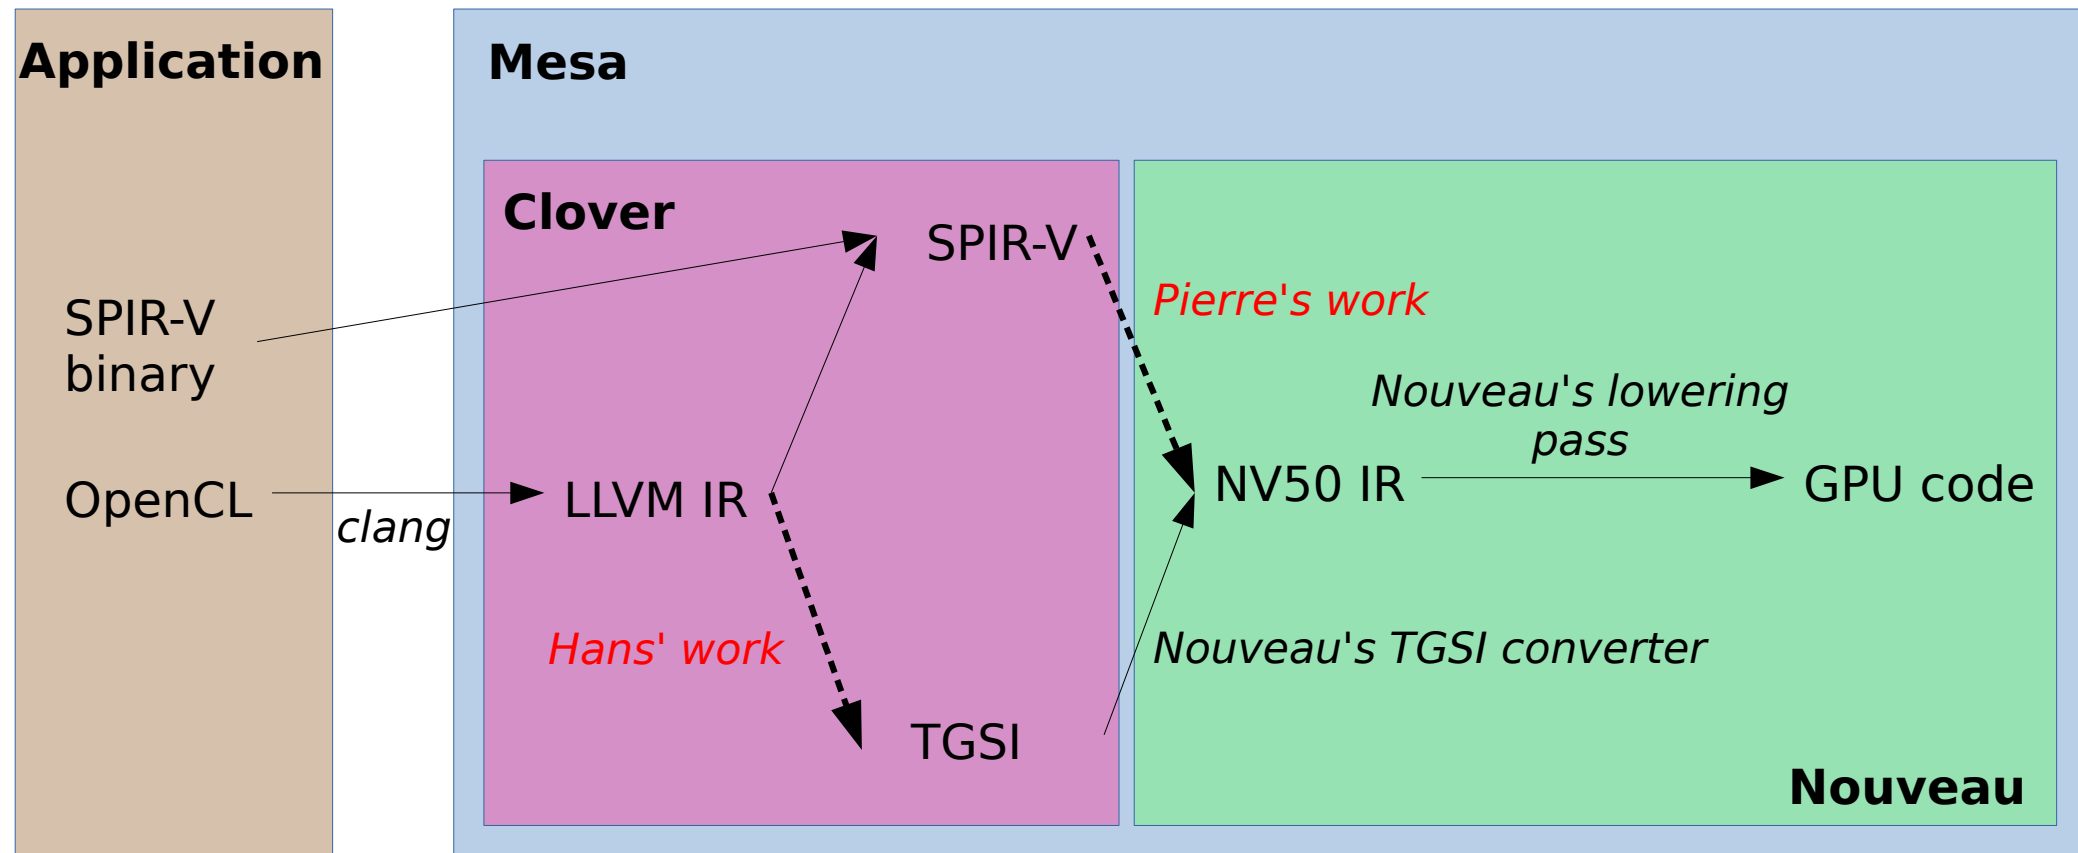 Application
Mesa
Clover
SPIR-V
SPIR-V
binary
Pierre's work
Nouveau's lowering
pass
OpenCL
clang
LLVM IR
NV50 IR
GPU code
Hans' work
Nouveau's TGSI converter
TGSI
Nouveau